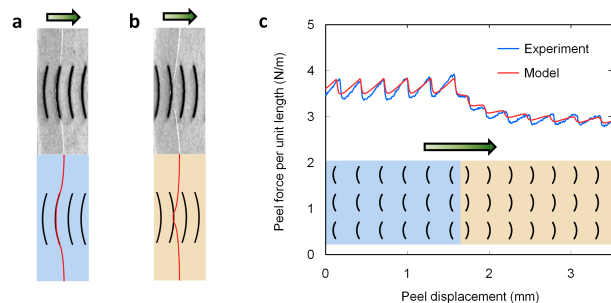 a
b
c
5
4
3
2
1
0
Peel force per unit length (N/m)
Experiment
Model
0
1
2
3
Peel displacement (mm)